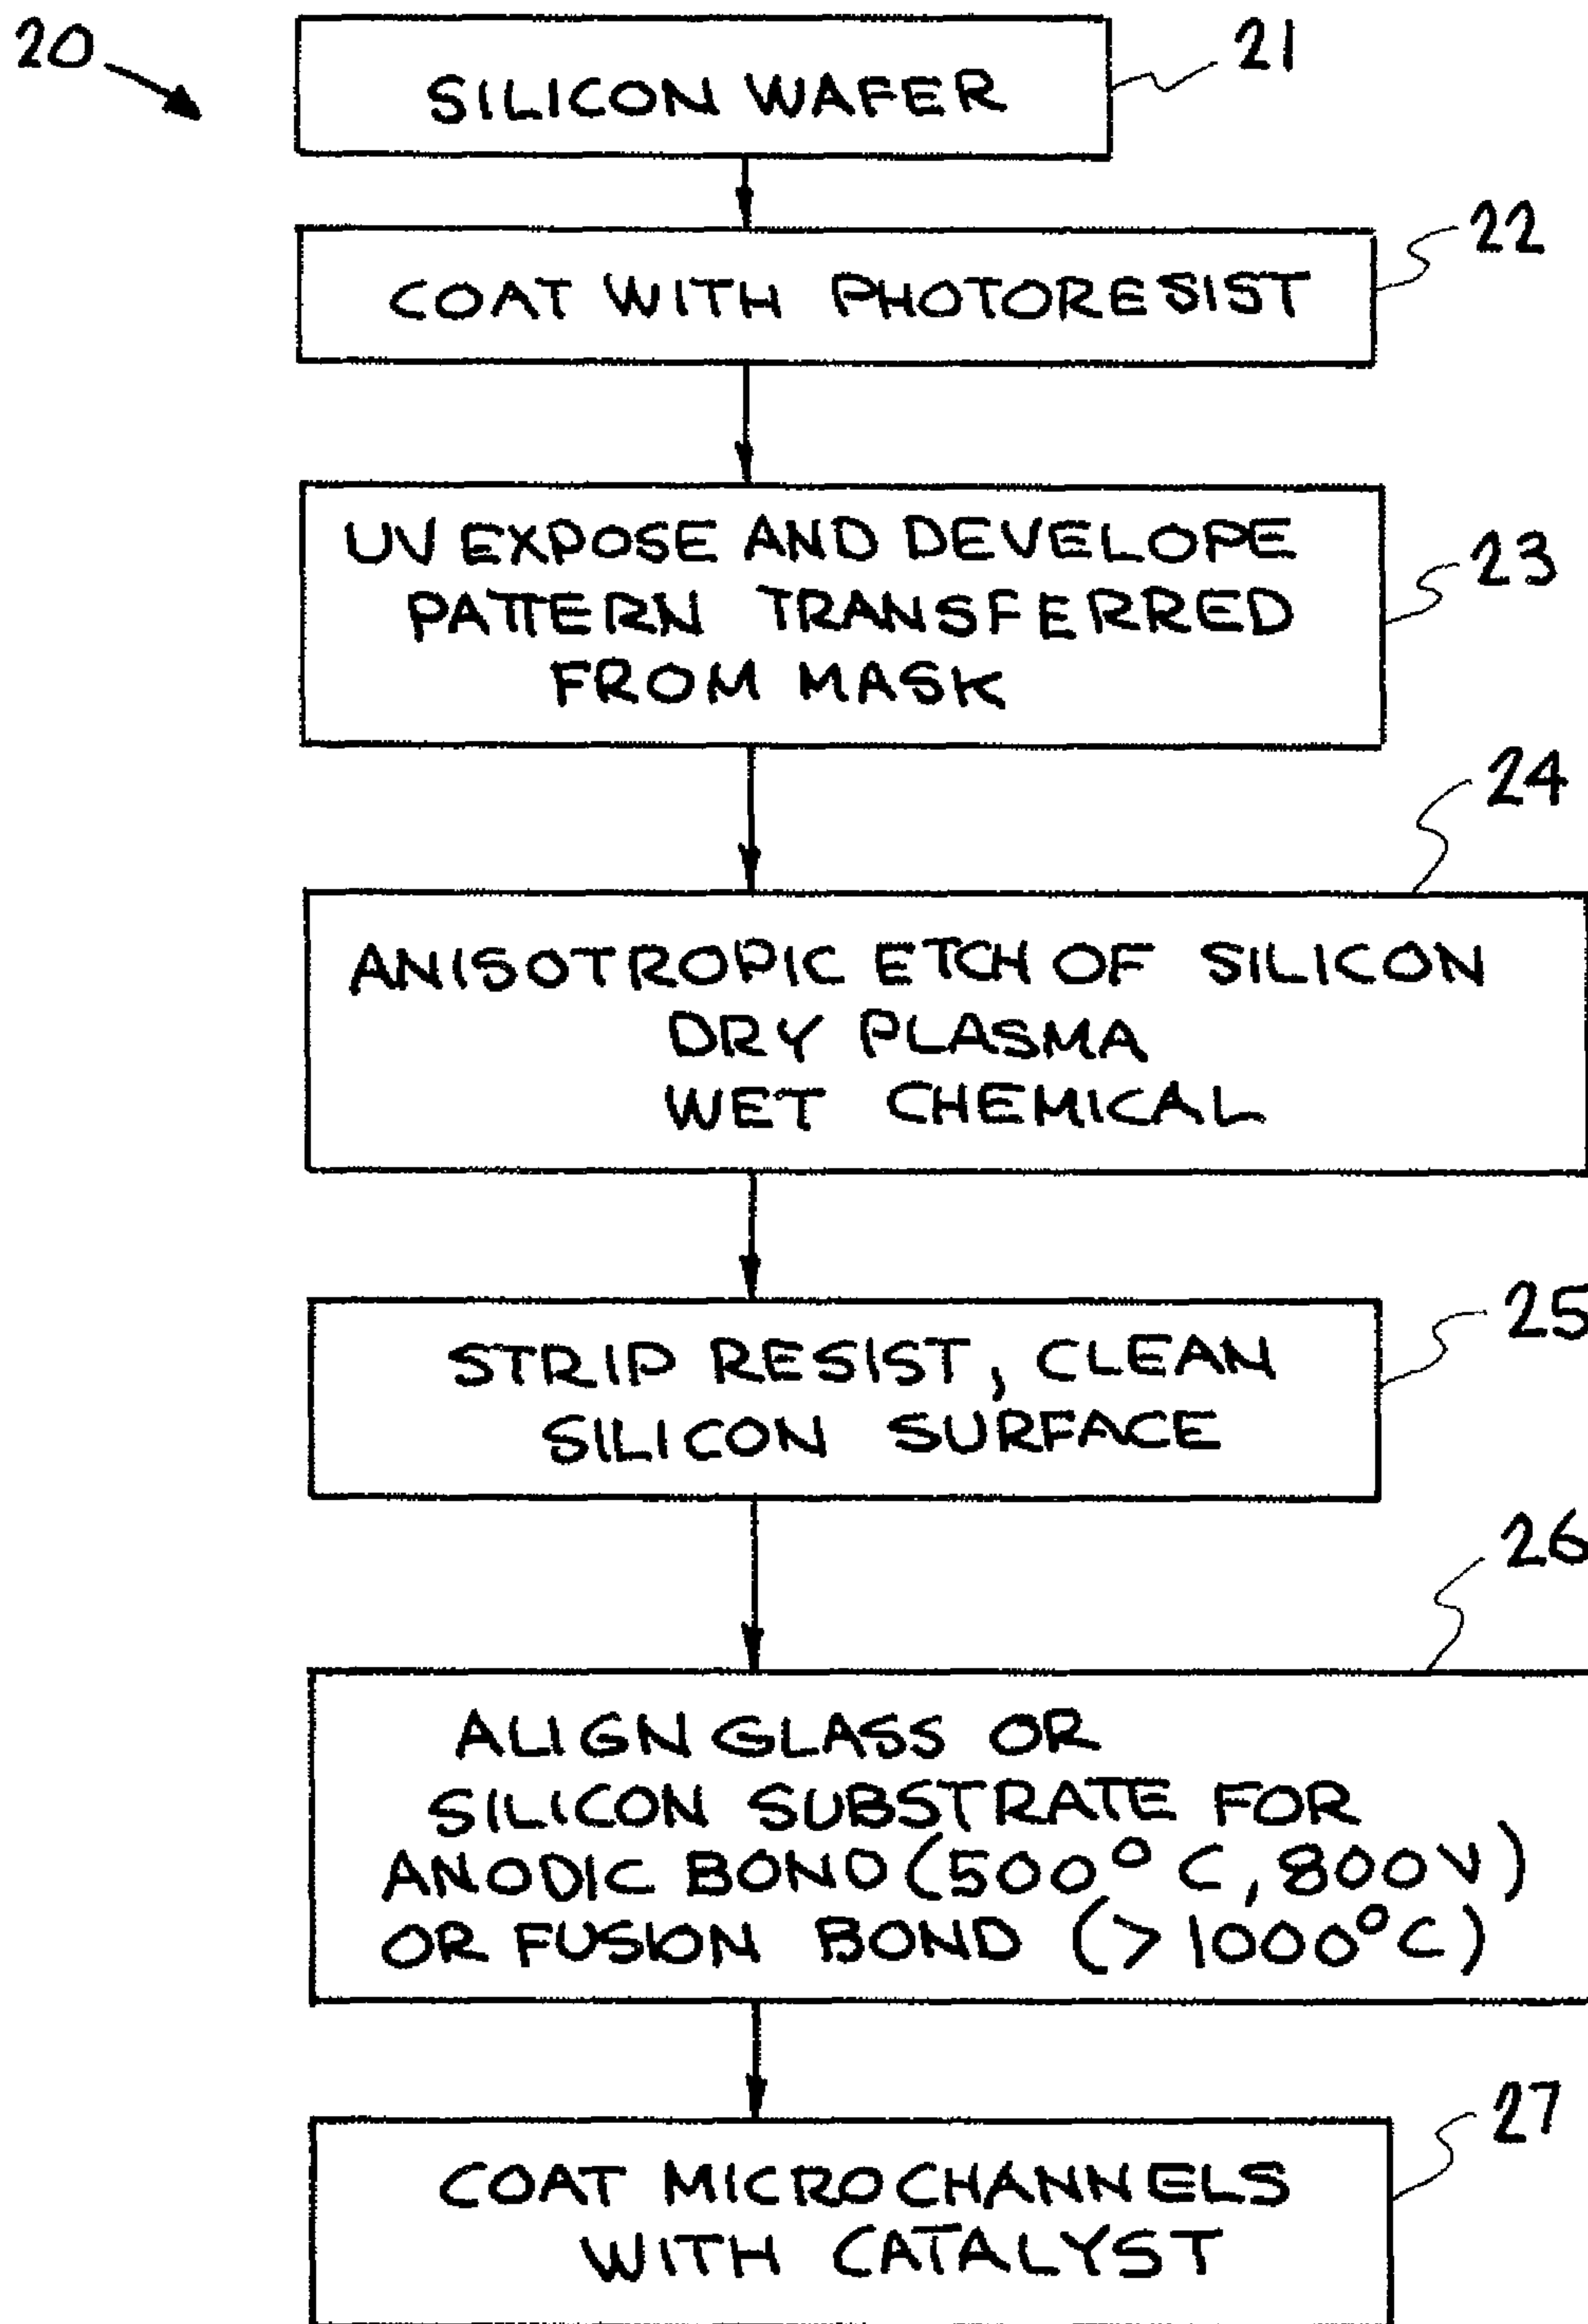 20
SILICON WAFER
21
COAT WITH PHOTORESIST
22
UV EXPOSE AND DEVELOPE
PATTERN TRANSFERRED
FROM MASK
23
24
ANISOTROPIC ETCH OF SILICON
DRY PLASMA
WET CHEMICAL
STRIP RESIST, CLEAN
SILICON SURFACE
25
26
ALIGN GLASS OR
SILICON SUBSTRATE FOR
ANODIC BOND (500° C, 800V)
OR FUSION BOND (> 1000°C)
COAT MICROCHANNELS
WITH CATALYST
27